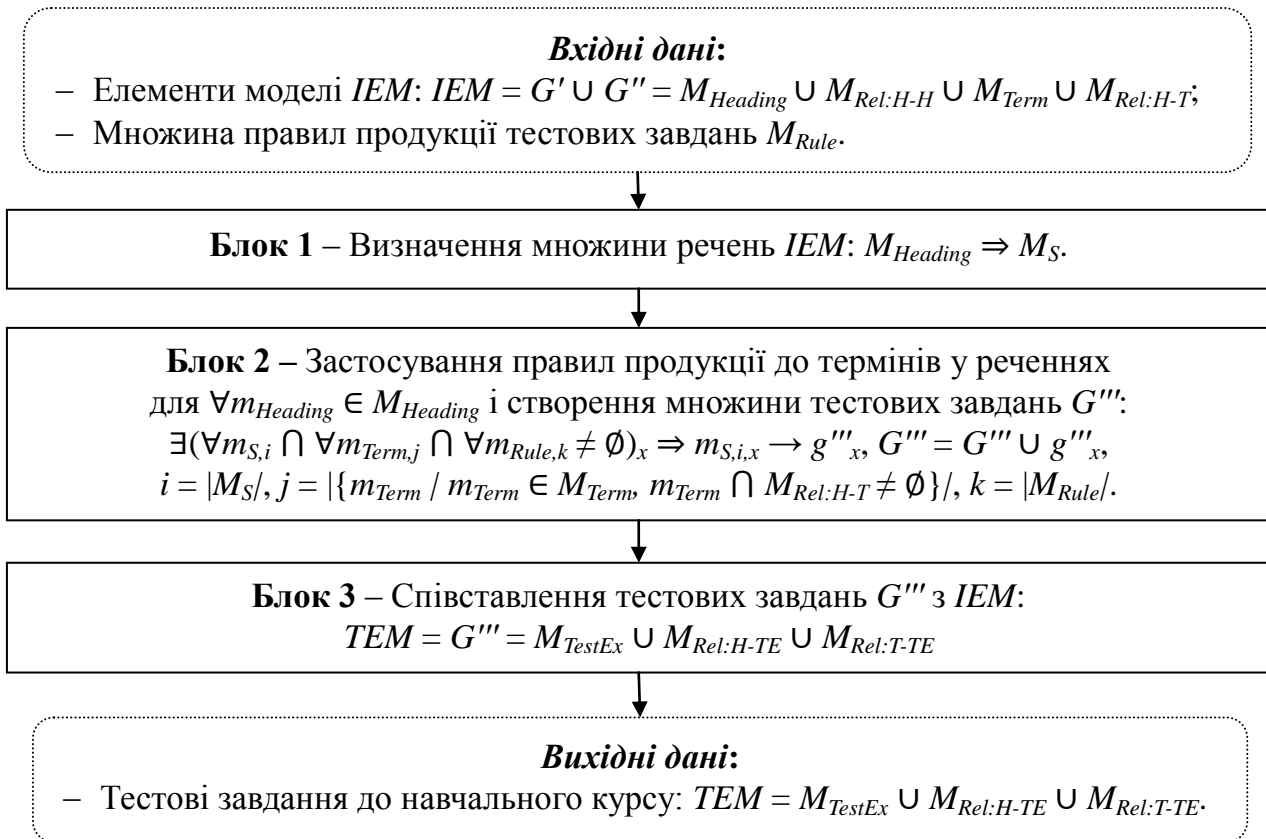 Вхідні дані:
– Елементи моделі IEM: IEM = G′ ∪ G″ = M_Heading ∪ M_Rel:H-H ∪ M_Term ∪ M_Rel:H-T;
– Множина правил продукції тестових завдань M_Rule.
Блок 1 – Визначення множини речень IEM: M_Heading ⇒ M_S.
Блок 2 – Застосування правил продукції до термінів у реченнях
для ∀m_Heading ∈ M_Heading і створення множини тестових завдань G‴:
∃(∀m_S,i ⋂ ∀m_Term,j ⋂ ∀m_Rule,k ≠ ∅)_x ⇒ m_S,i,x → g‴_x, G‴ = G‴ ∪ g‴_x,
i = |M_S|, j = |{m_Term | m_Term ∈ M_Term, m_Term ⋂ M_Rel:H-T ≠ ∅}|, k = |M_Rule|.
Блок 3 – Співставлення тестових завдань G‴ з IEM:
TEM = G‴ = M_TestEx ∪ M_Rel:H-TE ∪ M_Rel:T-TE
Вихідні дані:
– Тестові завдання до навчального курсу: TEM = M_TestEx ∪ M_Rel:H-TE ∪ M_Rel:T-TE.